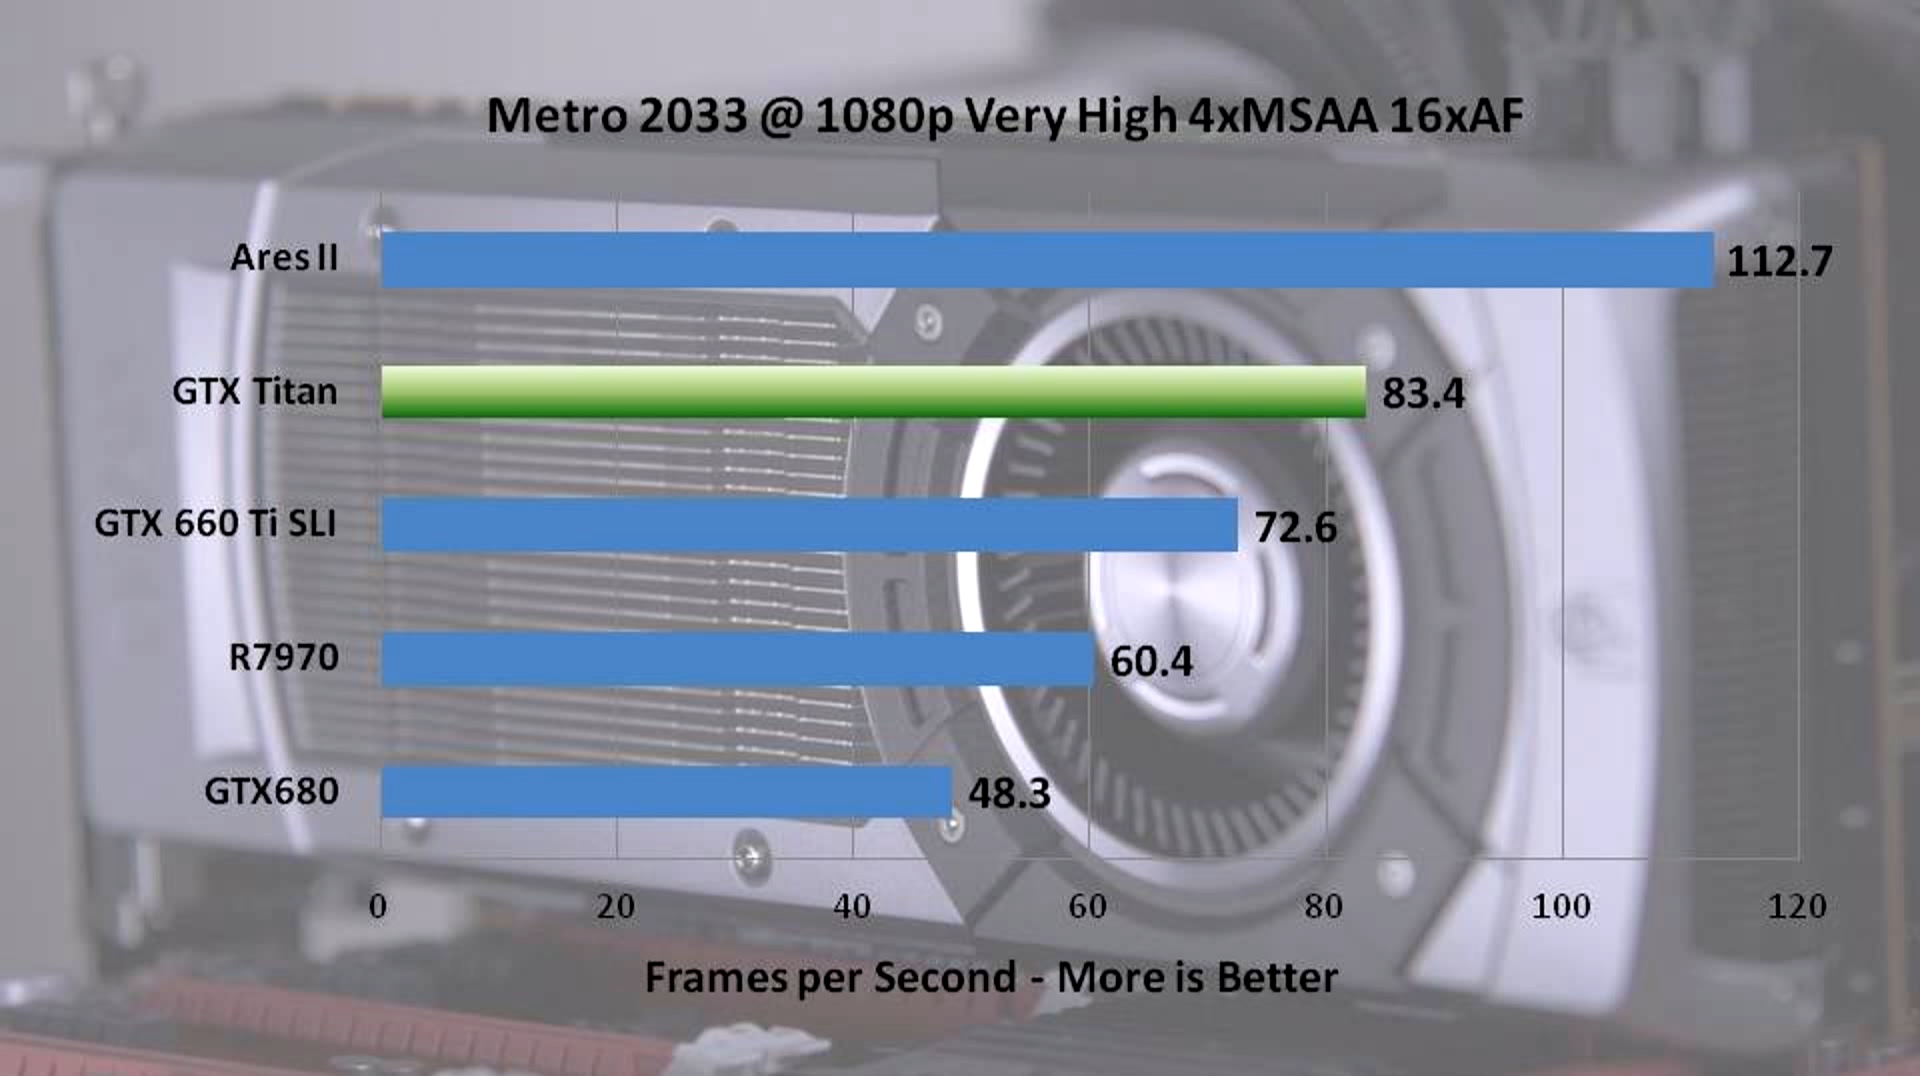 Metro 2033 @ 1080p Very High 4xMSAA 16xAF
Ares II 112.7
GTX Titan 83.4
GTX 660 Ti SLI 72.6
R7970 60.4
GTX680 48.3
0 20 40 60 80 100 120
Frames per Second - More is Better